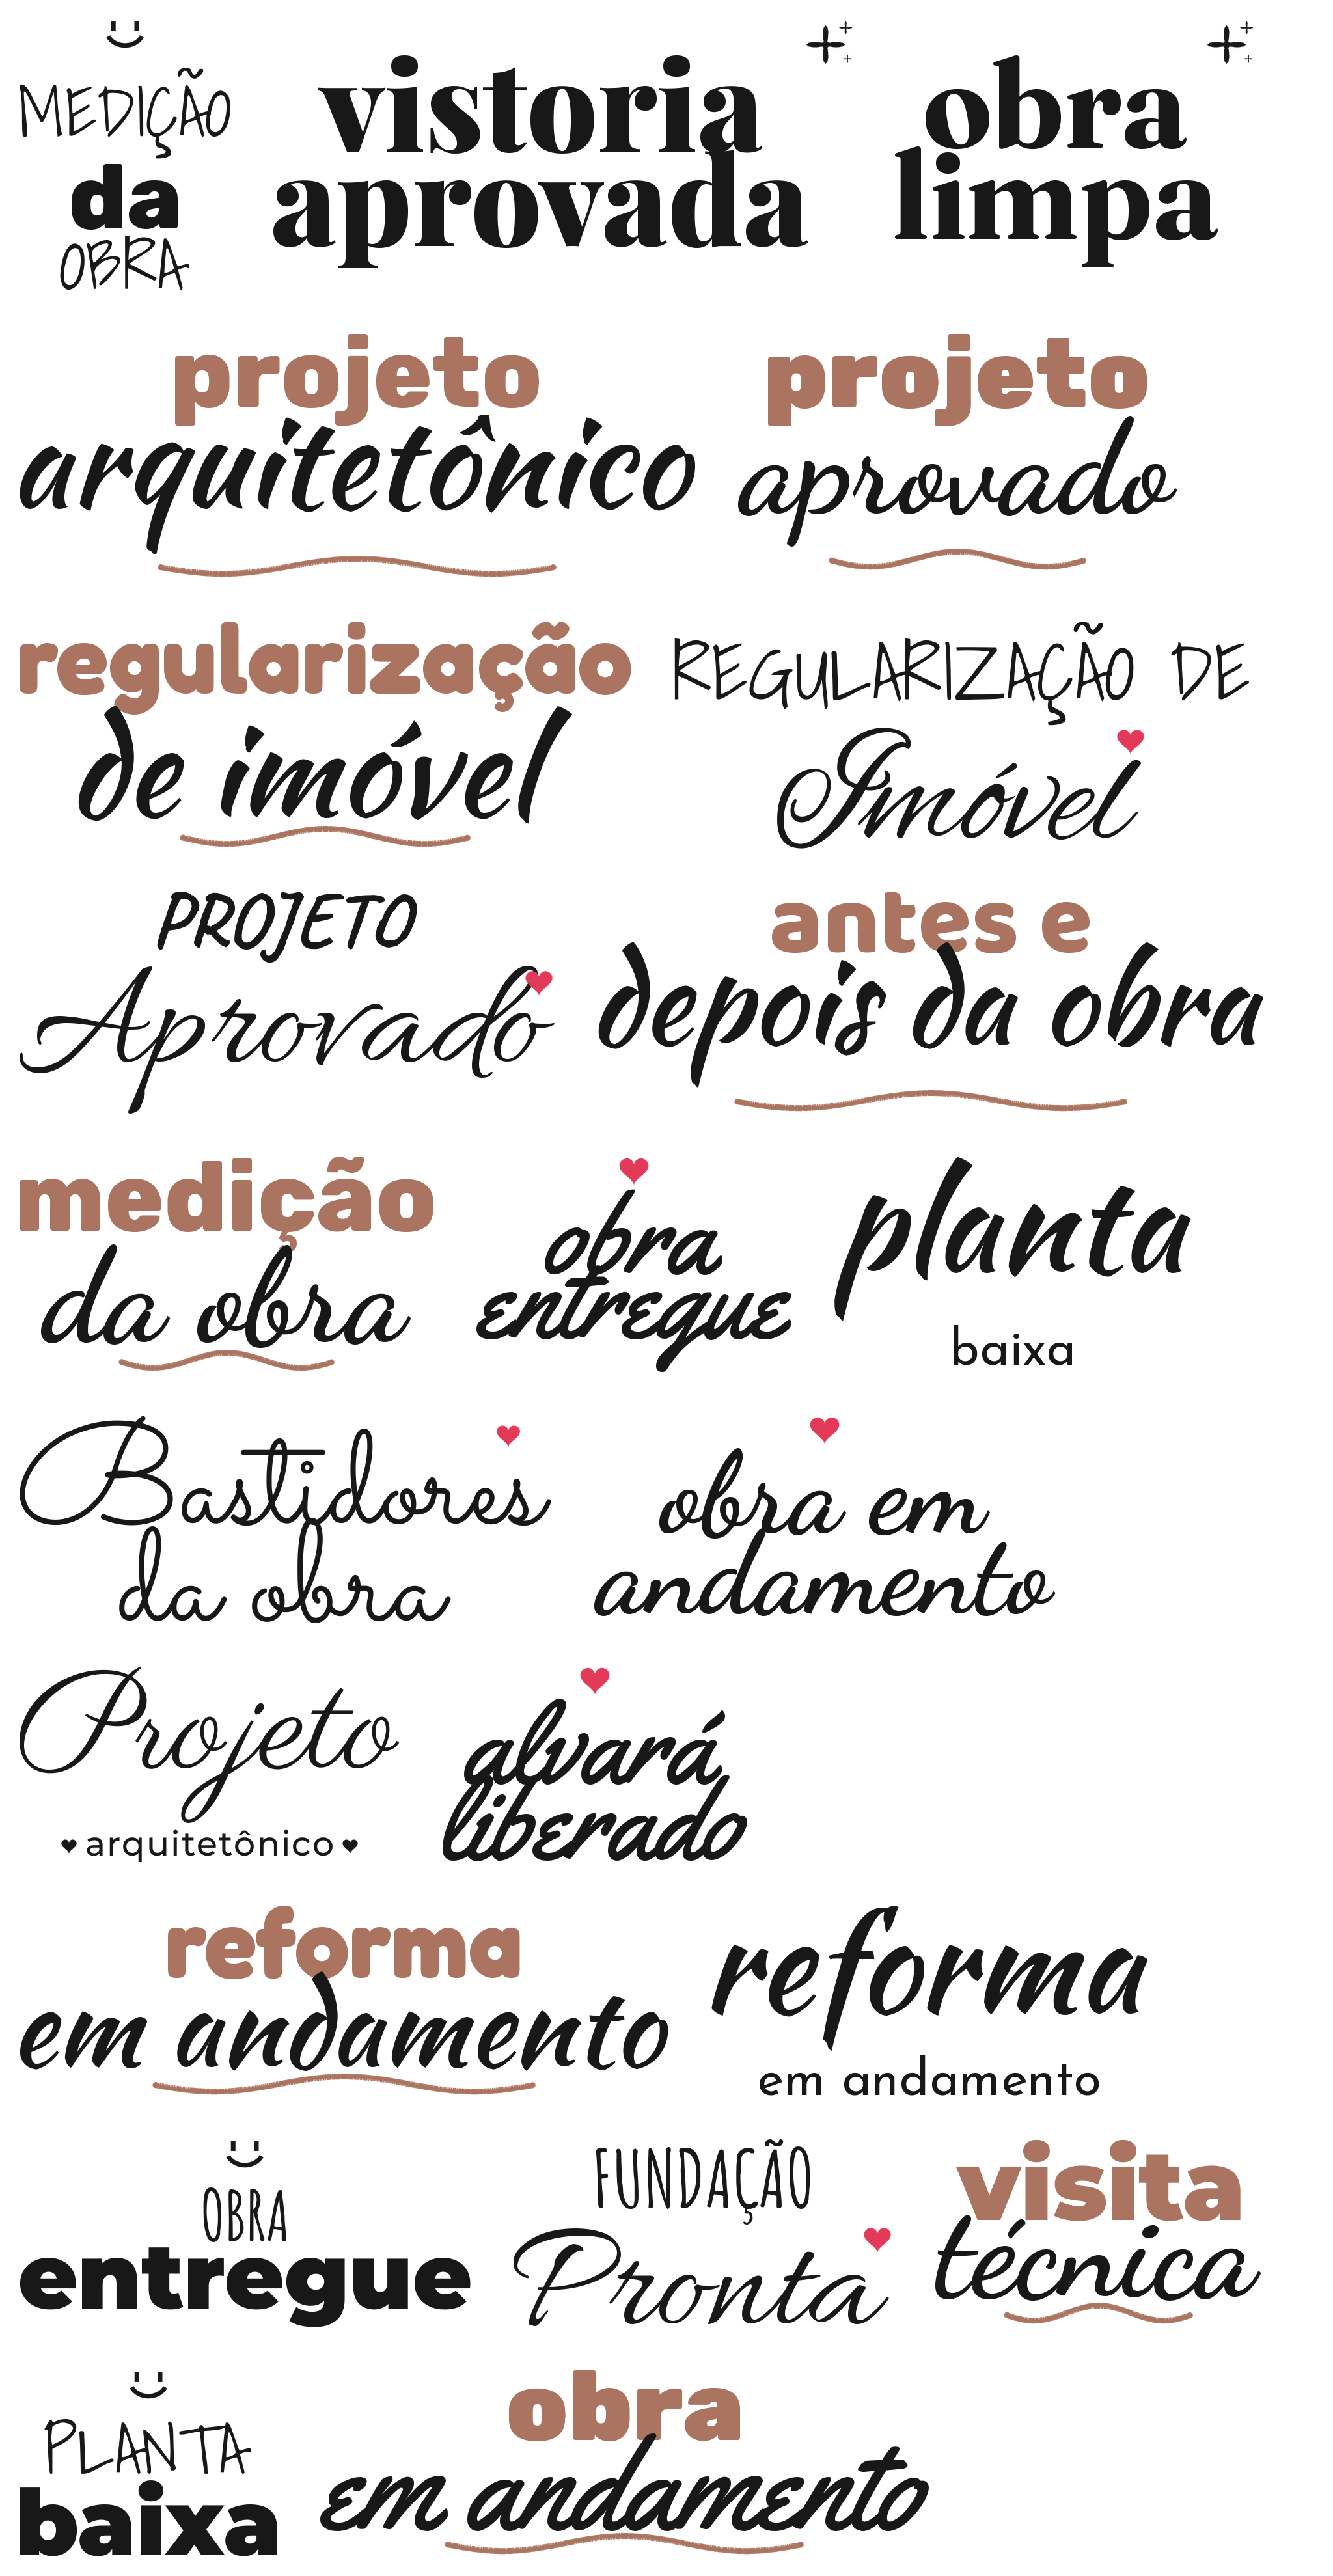 MEDIÇÃO
da
OBRA
vistoria
aprovada
obra
limpa
projeto
arquitetônico
projeto
aprovado
regularização
de imóvel
REGULARIZAÇÃO DE
Imóvel
PROJETO
Aprovado
antes e
depois da obra
medição
da obra
obra
entregue
planta
baixa
Bastidores
da obra
obra em
andamento
Projeto
arquitetônico
alvará
liberado
reforma
em andamento
reforma
em andamento
OBRA
entregue
FUNDAÇÃO
Pronta
visita
técnica
PLANTA
baixa
obra
em andamento